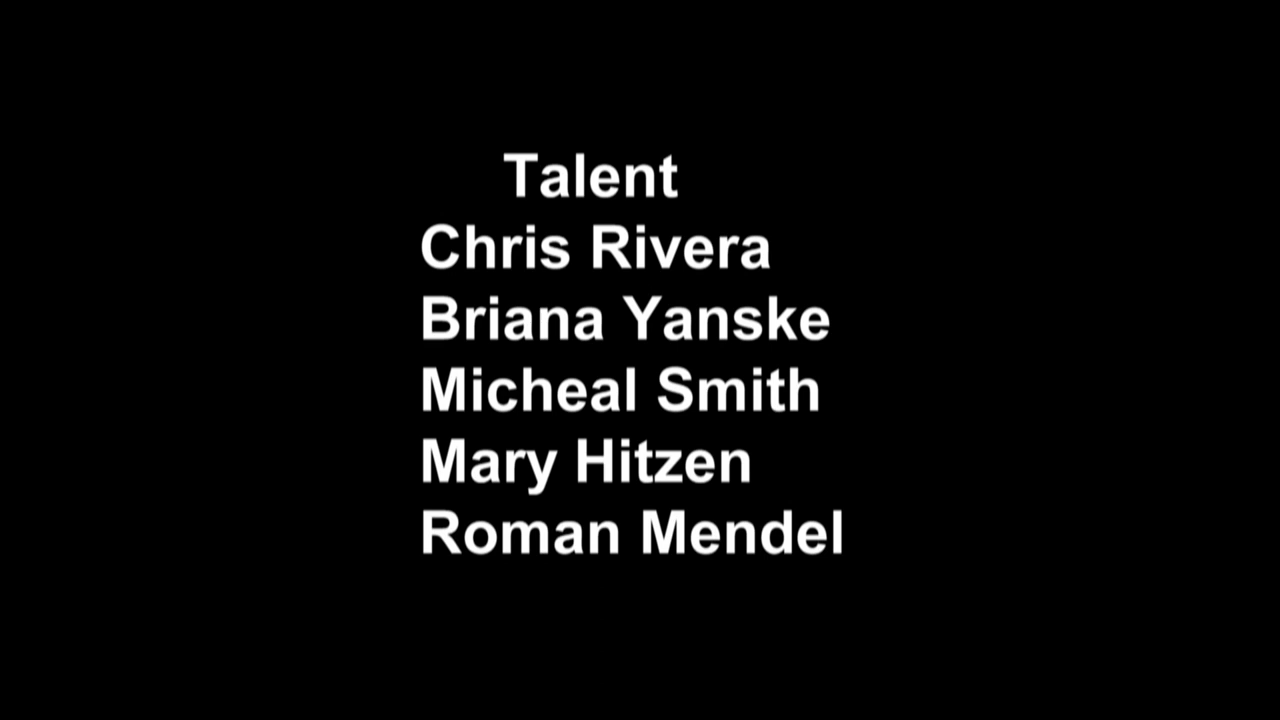 Talent
Chris Rivera
Briana Yanske
Micheal Smith
Mary Hitzen
Roman Mendel